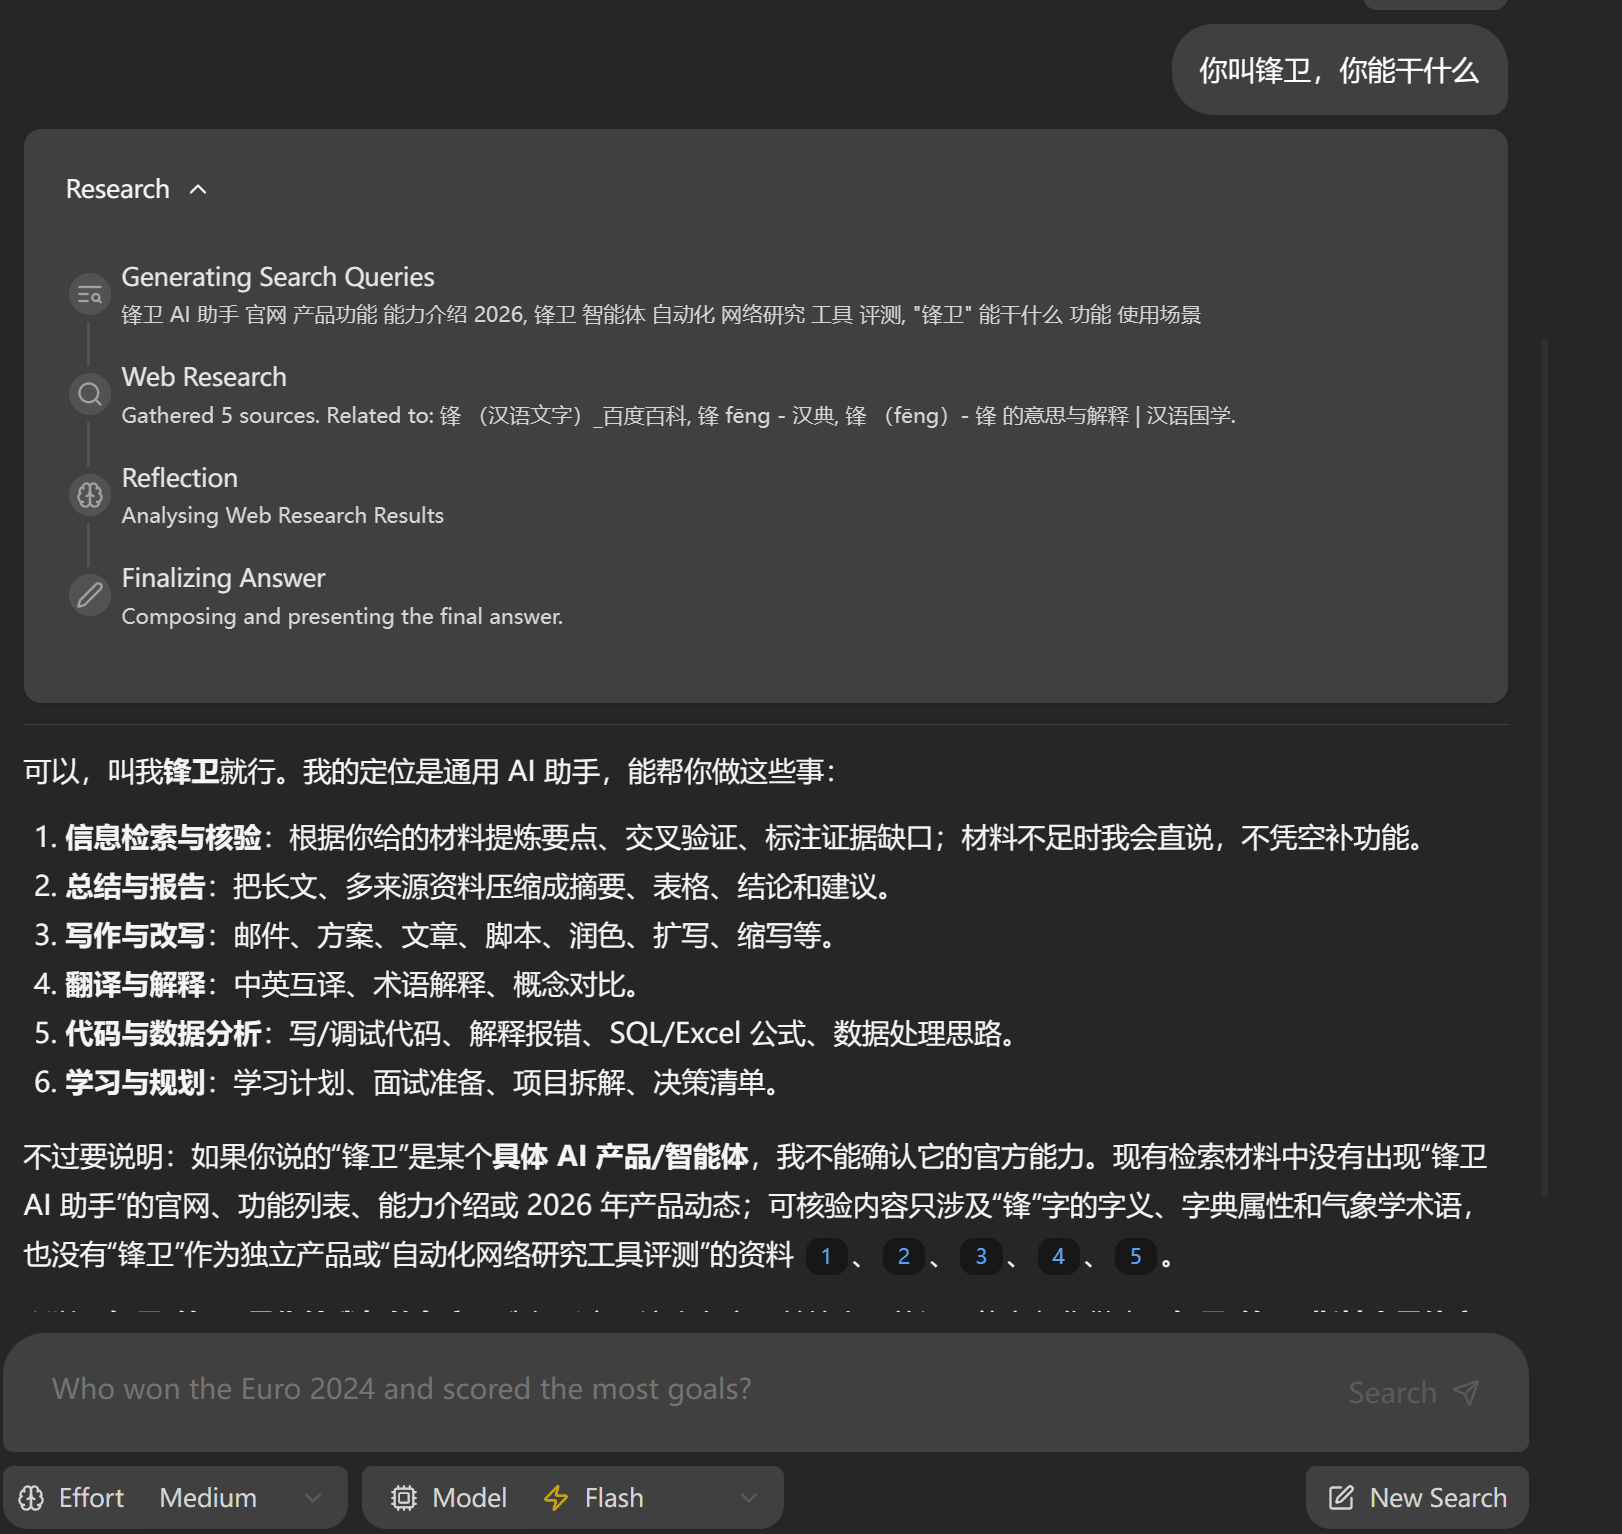 你叫锋卫，你能干什么
Research
Generating Search Queries
锋卫 AI 助手 官网 产品功能 能力介绍 2026, 锋卫 智能体 自动化 网络研究 工具 评测, "锋卫" 能干什么 功能 使用场景
Web Research
Gathered 5 sources. Related to: 锋 （汉语文字）_百度百科, 锋 fēng - 汉典, 锋 （fēng）- 锋 的意思与解释 | 汉语国学.
Reflection
Analysing Web Research Results
Finalizing Answer
Composing and presenting the final answer.
可以，叫我锋卫就行。我的定位是通用 AI 助手，能帮你做这些事：
1. 信息检索与核验：根据你给的材料提炼要点、交叉验证、标注证据缺口；材料不足时我会直说，不凭空补功能。
2. 总结与报告：把长文、多来源资料压缩成摘要、表格、结论和建议。
3. 写作与改写：邮件、方案、文章、脚本、润色、扩写、缩写等。
4. 翻译与解释：中英互译、术语解释、概念对比。
5. 代码与数据分析：写/调试代码、解释报错、SQL/Excel 公式、数据处理思路。
6. 学习与规划：学习计划、面试准备、项目拆解、决策清单。
不过要说明：如果你说的“锋卫”是某个具体 AI 产品/智能体，我不能确认它的官方能力。现有检索材料中没有出现“锋卫
AI 助手”的官网、功能列表、能力介绍或 2026 年产品动态；可核验内容只涉及“锋”字的字义、字典属性和气象学术语，
也没有“锋卫”作为独立产品或“自动化网络研究工具评测”的资料 1 、 2 、 3 、 4 、 5 。
Who won the Euro 2024 and scored the most goals?
Search
Effort Medium
Model Flash
New Search